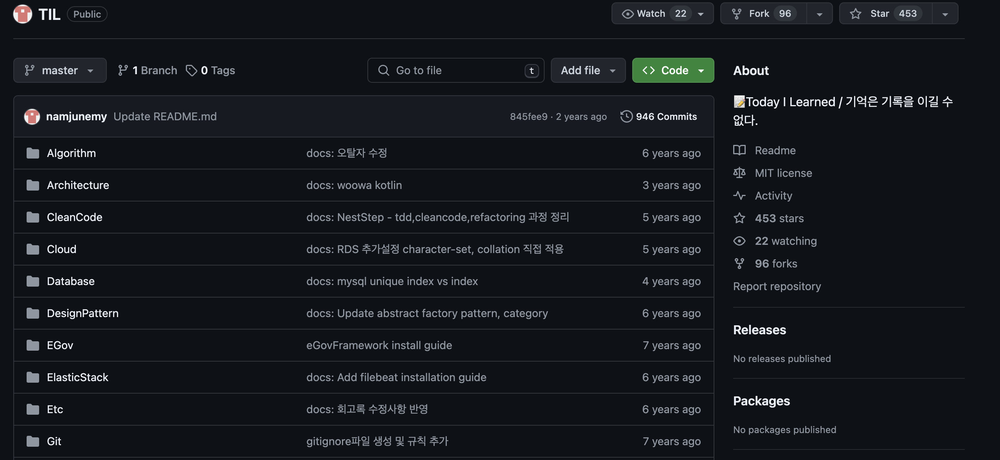 TIL Public Watch 22 Fork 96 Star 453
master 1 Branch 0 Tags Go to file t Add file Code
namjunemy Update README.md 845fee9 · 2 years ago 946 Commits
Algorithm docs: 오탈자 수정 6 years ago
Architecture docs: woowa kotlin 3 years ago
CleanCode docs: NestStep - tdd,cleancode,refactoring 과정 정리 5 years ago
Cloud docs: RDS 추가설정 character-set, collation 직접 적용 5 years ago
Database docs: mysql unique index vs index 4 years ago
DesignPattern docs: Update abstract factory pattern, category 6 years ago
EGov eGovFramework install guide 7 years ago
ElasticStack docs: Add filebeat installation guide 6 years ago
Etc docs: 회고록 수정사항 반영 6 years ago
Git gitignore파일 생성 및 규칙 추가 7 years ago
About
📝Today I Learned / 기억은 기록을 이길 수
없다.
Readme
MIT license
Activity
453 stars
22 watching
96 forks
Report repository
Releases
No releases published
Packages
No packages published